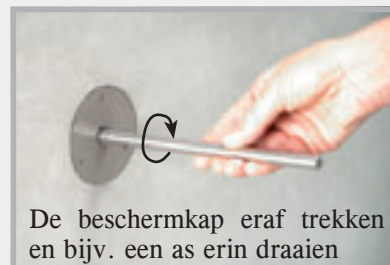 De beschermkap eraf trekken
en bijv. een as erin draaien